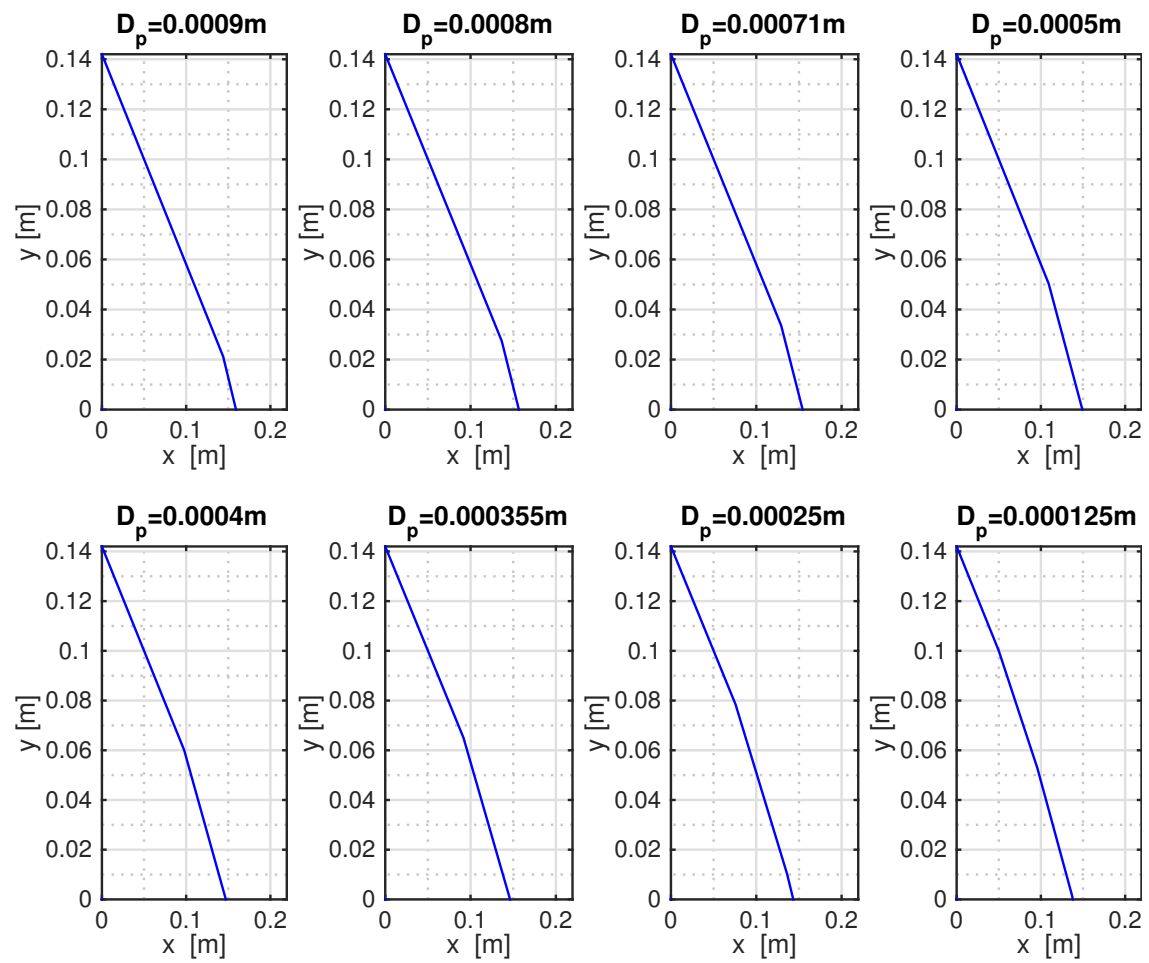 D_p=0.0009m
0.14
0.12
0.1
0.08
0.06
0.04
0.02
0
y [m]
0 0.1 0.2
x [m]
D_p=0.0008m
0.14
0.12
0.1
0.08
0.06
0.04
0.02
0
y [m]
0 0.1 0.2
x [m]
D_p=0.00071m
0.14
0.12
0.1
0.08
0.06
0.04
0.02
0
y [m]
0 0.1 0.2
x [m]
D_p=0.0005m
0.14
0.12
0.1
0.08
0.06
0.04
0.02
0
y [m]
0 0.1 0.2
x [m]
D_p=0.0004m
0.14
0.12
0.1
0.08
0.06
0.04
0.02
0
y [m]
0 0.1 0.2
x [m]
D_p=0.000355m
0.14
0.12
0.1
0.08
0.06
0.04
0.02
0
y [m]
0 0.1 0.2
x [m]
D_p=0.00025m
0.14
0.12
0.1
0.08
0.06
0.04
0.02
0
y [m]
0 0.1 0.2
x [m]
D_p=0.000125m
0.14
0.12
0.1
0.08
0.06
0.04
0.02
0
y [m]
0 0.1 0.2
x [m]